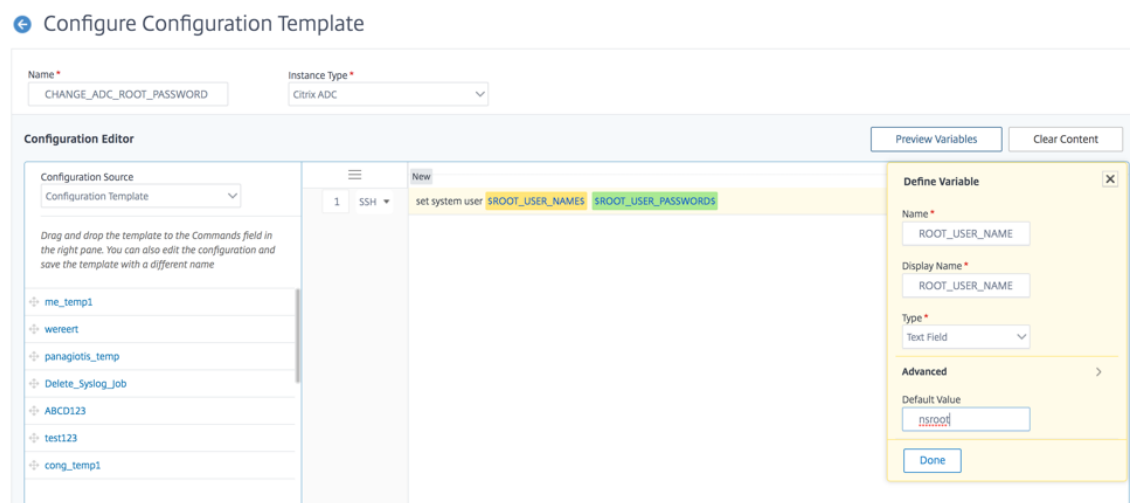 Configure Configuration Template
Name*
Instance Type*
CHANGE_ADC_ROOT_PASSWORD
Citrix ADC
Configuration Editor
Preview Variables
Clear Content
Configuration Source
Configuration Template
Drag and drop the template to the Commands field in
the right pane. You can also edit the configuration and
save the template with a different name
me_temp1
wereert
panagiotis_temp
Delete_Syslog_Job
ABCD123
test123
cong_temp1
New
1 SSH
set system user $ROOT_USER_NAME$ $ROOT_USER_PASSWORD$
Define Variable
Name*
ROOT_USER_NAME
Display Name*
ROOT_USER_NAME
Type*
Text Field
Advanced
Default Value
nsroot
Done